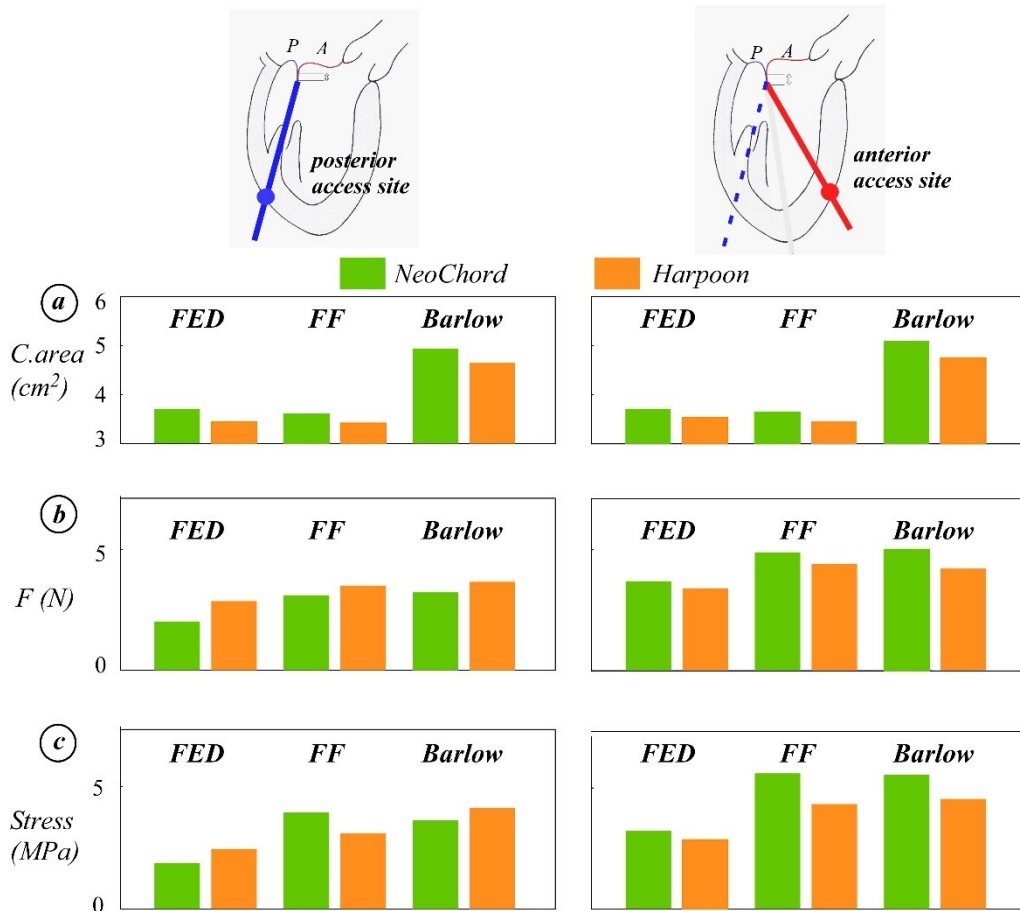 P A
posterior
access site
P A
anterior
access site
NeoChord Harpoon
a
C.area
(cm²)
6
5
4
3
FED FF Barlow
FED FF Barlow
b
F (N)
5
0
FED FF Barlow
FED FF Barlow
c
Stress
(MPa)
5
0
FED FF Barlow
FED FF Barlow